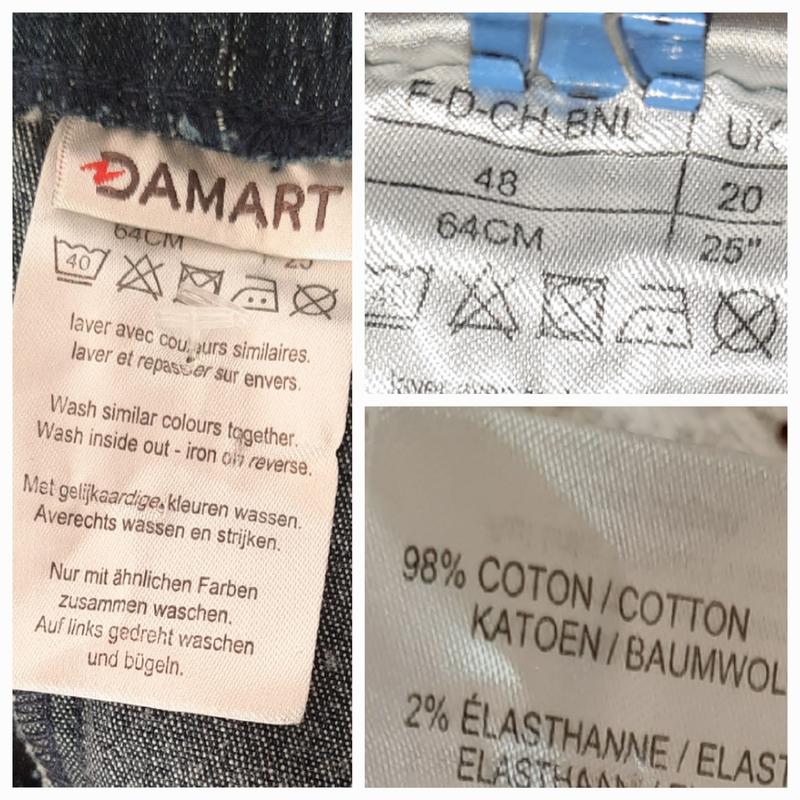 DAMART
64CM
40
laver avec couleurs similaires.
laver et repasser sur envers.
Wash similar colours together.
Wash inside out - iron on reverse.
Met gelijkaardige kleuren wassen.
Averechts wassen en strijken.
Nur mit ähnlichen Farben
zusammen waschen.
Auf links gedreht waschen
und bügeln.
F-D-CH-BNL UK
48 20
64CM 25"
98% COTON / COTTON
KATOEN / BAUMWOL
2% ÉLASTHANNE / ELAST